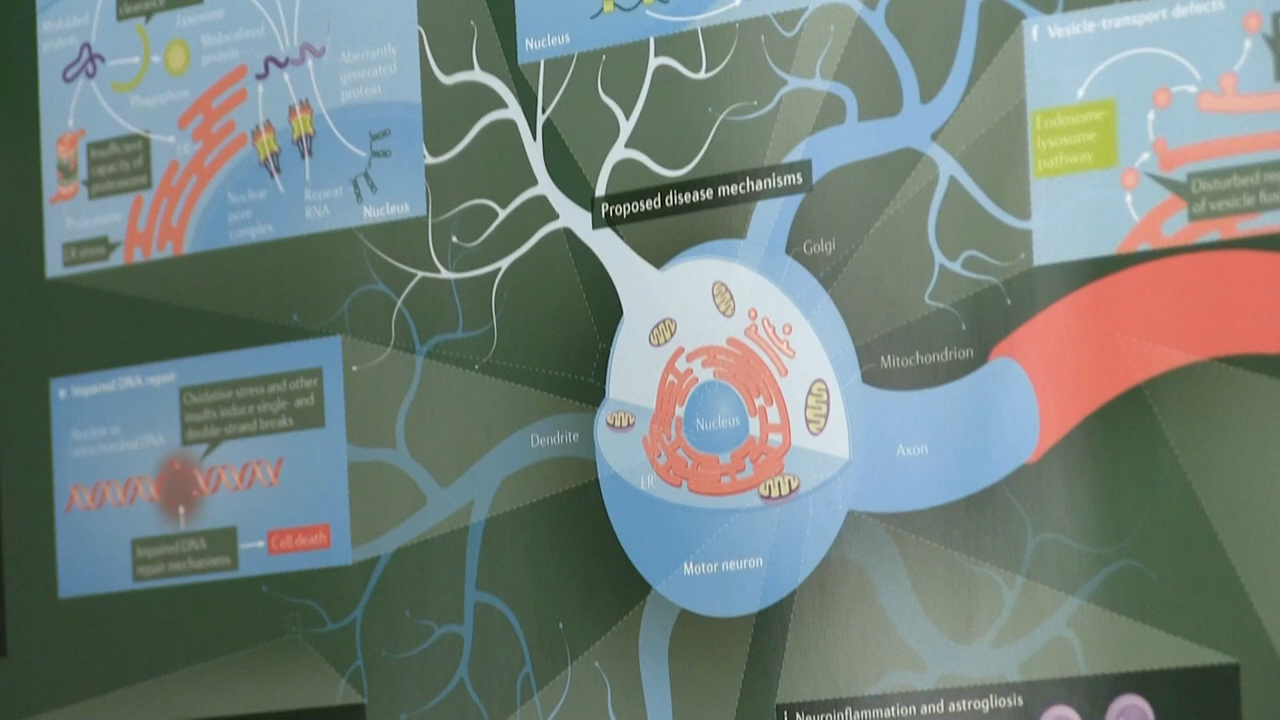 clearance
Lysosome
Misfolded
protein
Mislocalized
protein
Phagophore
Aberrantly
generated
protein
Insufficient
capacity of
proteasome
Proteasome
ER stress
Nuclear
pore
complex
Repeat
RNA
Nucleus
Nucleus
f Vesicle-transport defects
Endosome–
lysosome
pathway
Disturbed
of vesicle
Proposed disease mechanisms
Golgi
Mitochondrion
Nucleus
Dendrite
Axon
ER
Motor neuron
e Impaired DNA repair
Oxidative stress and other
insults induce single- and
double-strand breaks
Nuclear or
mitochondrial DNA
Impaired DNA
repair mechanisms
Cell death
Neuroinflammation and astrogliosis